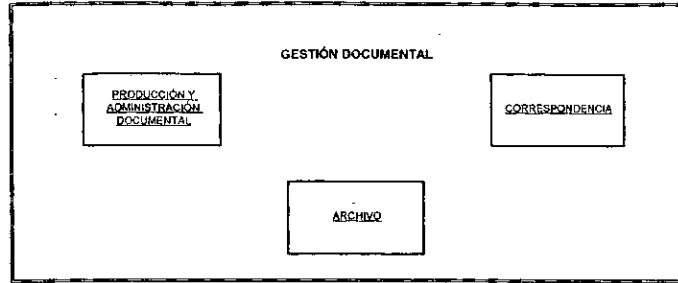 GESTIÓN DOCUMENTAL
PRODUCCIÓN Y
ADMINISTRACIÓN
DOCUMENTAL
CORRESPONDENCIA
ARCHIVO